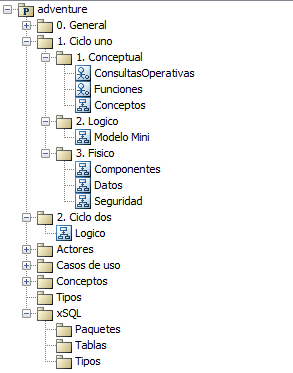 adventure
0. General
1. Ciclo uno
1. Conceptual
ConsultasOperativas
Funciones
Conceptos
2. Logico
Modelo Mini
3. Fisico
Componentes
Datos
Seguridad
2. Ciclo dos
Logico
Actores
Casos de uso
Conceptos
Tipos
xSQL
Paquetes
Tablas
Tipos